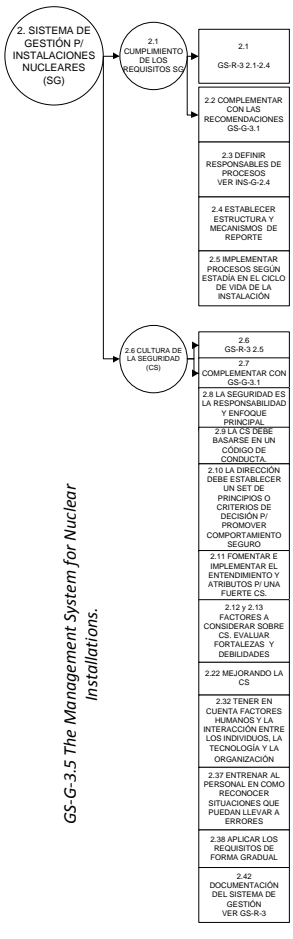 2. SISTEMA DE
GESTIÓN P/
INSTALACIONES
NUCLEARES
(SG)
2.1
CUMPLIMIENTO
DE LOS
REQUISITOS SG
2.1
GS-R-3 2.1-2.4
2.2 COMPLEMENTAR
CON LAS
RECOMENDACIONES
GS-G-3.1
2.3 DEFINIR
RESPONSABLES DE
PROCESOS
VER INS-G-2.4
2.4 ESTABLECER
ESTRUCTURA Y
MECANISMOS DE
REPORTE
2.5 IMPLEMENTAR
PROCESOS SEGÚN
ESTADÍA EN EL CICLO
DE VIDA DE LA
INSTALACIÓN
2.6 CULTURA DE
LA SEGURIDAD
(CS)
2.6
GS-R-3 2.5
2.7
COMPLEMENTAR CON
GS-G-3.1
2.8 LA SEGURIDAD ES
LA RESPONSABILIDAD
Y ENFOQUE
PRINCIPAL
2.9 LA CS DEBE
BASARSE EN UN
CÓDIGO DE
CONDUCTA.
2.10 LA DIRECCIÓN
DEBE ESTABLECER
UN SET DE
PRINCIPIOS O
CRITERIOS DE
DECISIÓN P/
PROMOVER
COMPORTAMIENTO
SEGURO
2.11 FOMENTAR E
IMPLEMENTAR EL
ENTENDIMIENTO Y
ATRIBUTOS P/ UNA
FUERTE CS.
2.12 y 2.13
FACTORES A
CONSIDERAR SOBRE
CS. EVALUAR
FORTALEZAS Y
DEBILIDADES
2.22 MEJORANDO LA
CS
2.32 TENER EN
CUENTA FACTORES
HUMANOS Y LA
INTERACCIÓN ENTRE
LOS INDIVIDUOS, LA
TECNOLOGÍA Y LA
ORGANIZACIÓN
2.37 ENTRENAR AL
PERSONAL EN COMO
RECONOCER
SITUACIONES QUE
PUEDAN LLEVAR A
ERRORES
2.38 APLICAR LOS
REQUISITOS DE
FORMA GRADUAL
2.42
DOCUMENTACIÓN
DEL SISTEMA DE
GESTIÓN
VER GS-R-3
GS-G-3.5 The Management System for Nuclear
Installations.